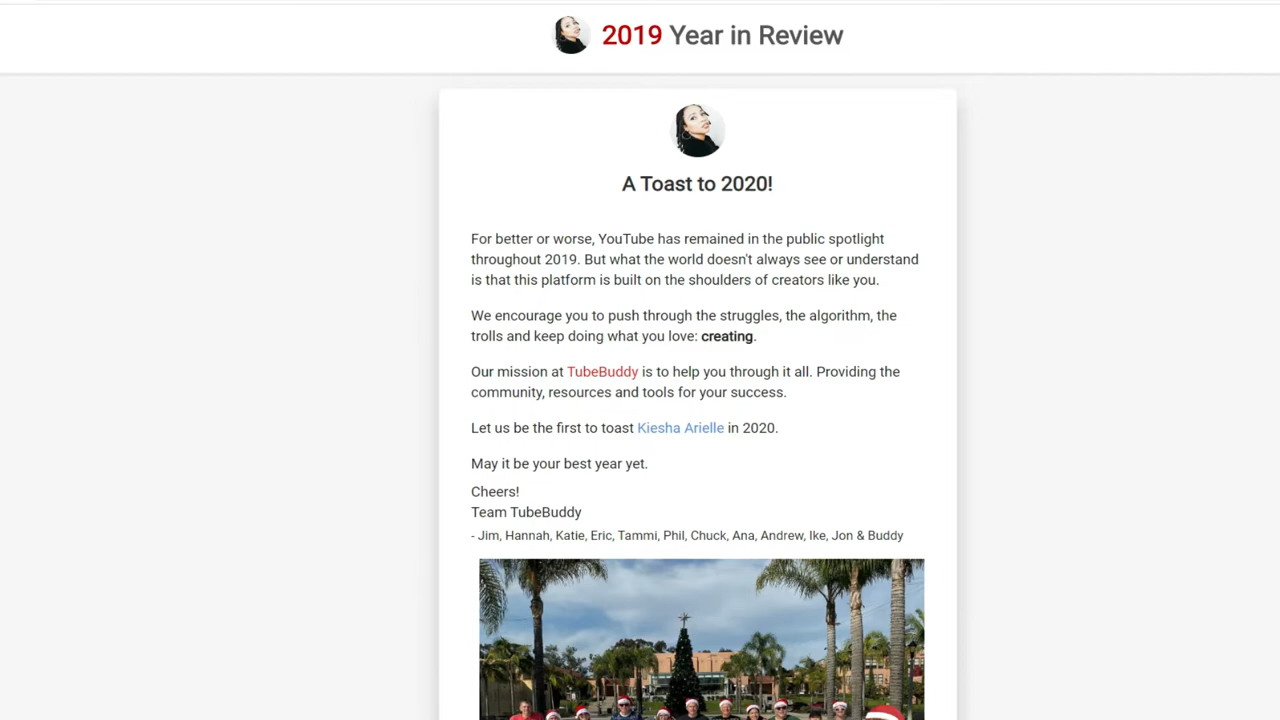 2019 Year in Review
A Toast to 2020!
For better or worse, YouTube has remained in the public spotlight
throughout 2019. But what the world doesn't always see or understand
is that this platform is built on the shoulders of creators like you.
We encourage you to push through the struggles, the algorithm, the
trolls and keep doing what you love: creating.
Our mission at TubeBuddy is to help you through it all. Providing the
community, resources and tools for your success.
Let us be the first to toast Kiesha Arielle in 2020.
May it be your best year yet.
Cheers!
Team TubeBuddy
- Jim, Hannah, Katie, Eric, Tammi, Phil, Chuck, Ana, Andrew, Ike, Jon & Buddy